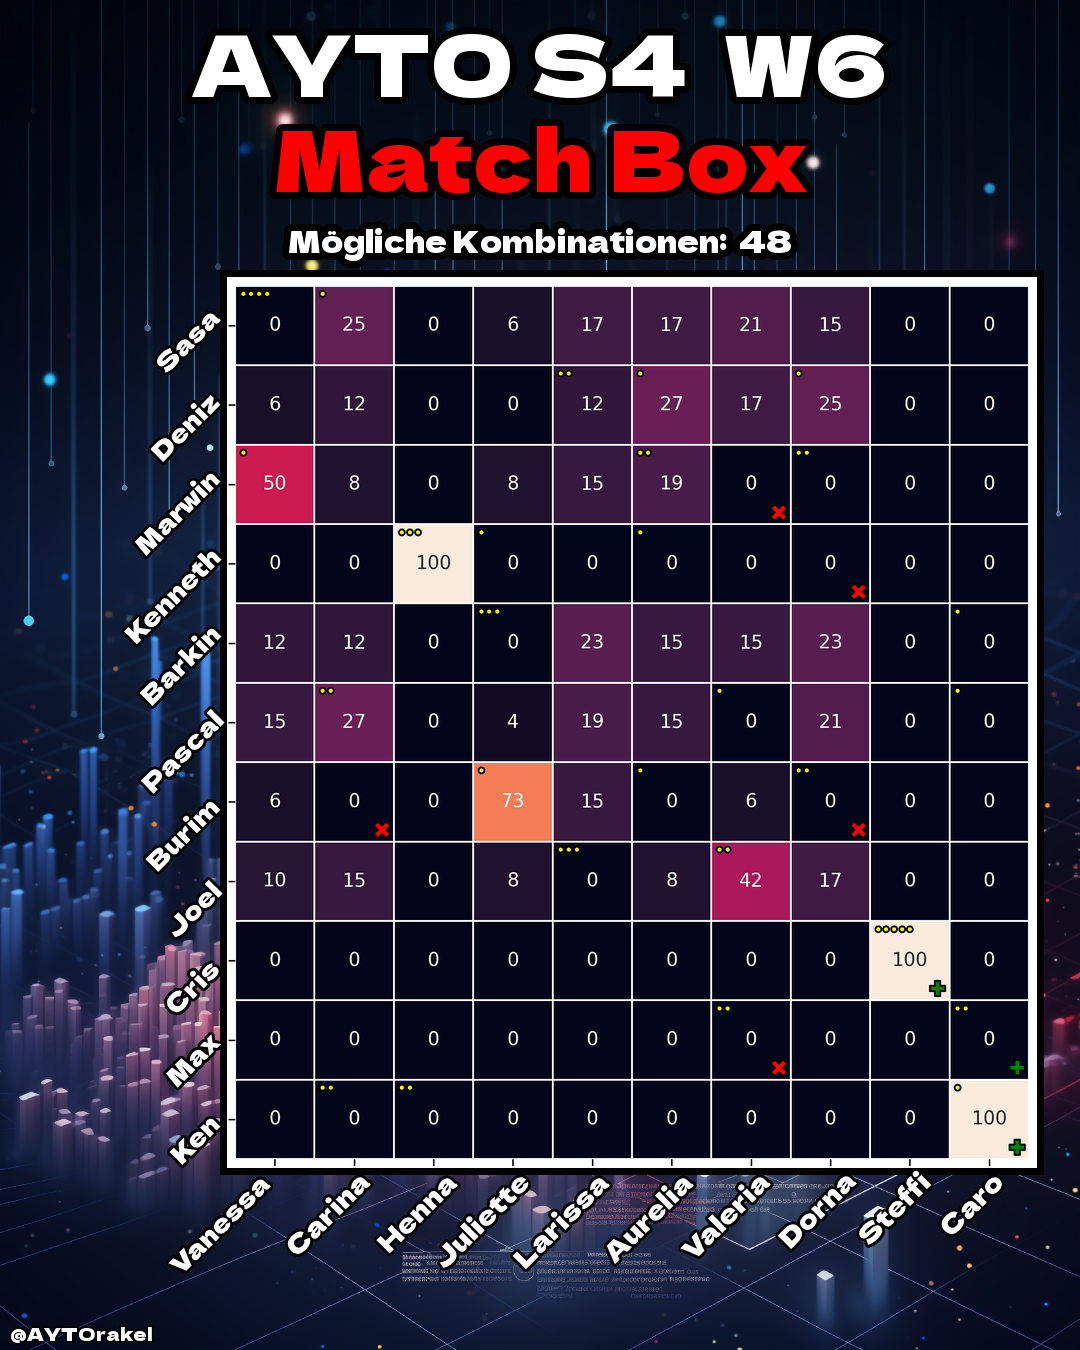 AYTO S4 W6
Match Box
Mögliche Kombinationen: 48
Sasa 0 25 0 6 17 17 21 15 0 0
Deniz 6 12 0 0 12 27 17 25 0 0
Marwin 50 8 0 8 15 19 0 0 0 0
Kenneth 0 0 100 0 0 0 0 0 0 0
Barkin 12 12 0 0 23 15 15 23 0 0
Pascal 15 27 0 4 19 15 0 21 0 0
Burim 6 0 0 73 15 0 6 0 0 0
Joel 10 15 0 8 0 8 42 17 0 0
Cris 0 0 0 0 0 0 0 0 100 0
Max 0 0 0 0 0 0 0 0 0 0
Ken 0 0 0 0 0 0 0 0 0 100
Vanessa Carina Henna Juliette Larissa Aurelia Valeria Dorna Steffi Caro
@AYTOrakel